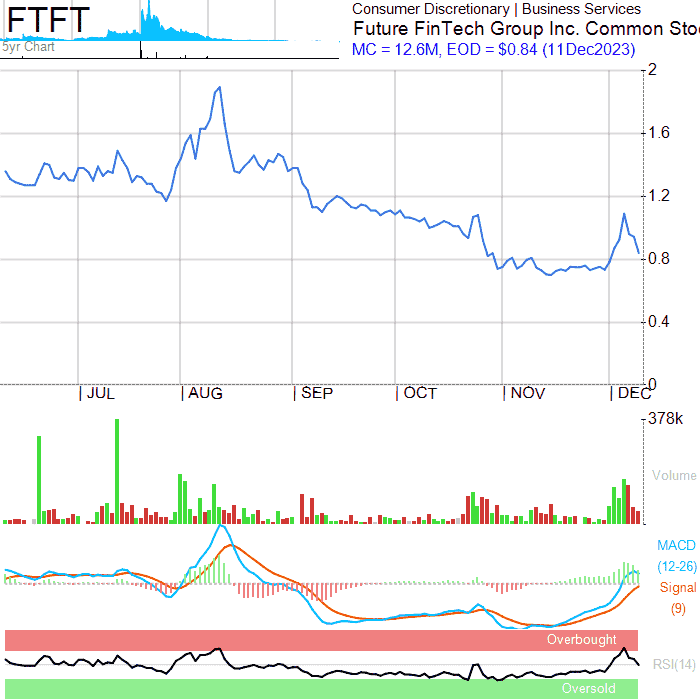 FTFT
5yr Chart
Consumer Discretionary | Business Services
Future FinTech Group Inc. Common Sto
MC = 12.6M, EOD = $0.84 (11Dec2023)
2
1.6
1.2
0.8
0.4
0
JUL AUG SEP OCT NOV DEC
378k
Volume
MACD
(12-26)
Signal
(9)
Overbought
RSI(14)
Oversold